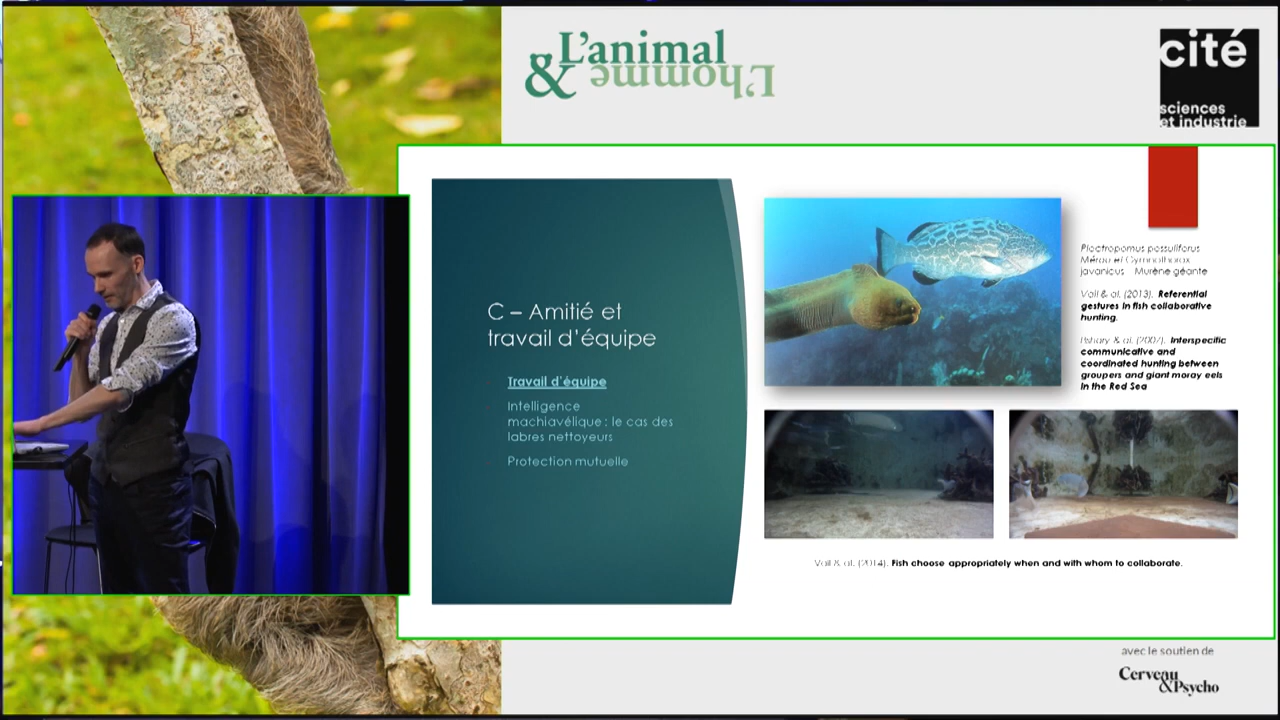 L'animal
& L'homme
cité
sciences
et industrie
C – Amitié et
travail d'équipe
Travail d'équipe
Intelligence
machiavélique : le cas des
labres nettoyeurs
Protection mutuelle
Plectropomus pessuliferus
Mérou et Gymnothorax
javanicus Murène géante
Vail & al. (2013). Referential
gestures in fish collaborative
hunting.
Bshary & al. (2007). Interspecific
communicative and
coordinated hunting between
groupers and giant moray eels
in the Red Sea
Vail & al. (2014). Fish choose appropriately when and with whom to collaborate.
avec le soutien de
Cerveau
&Psycho